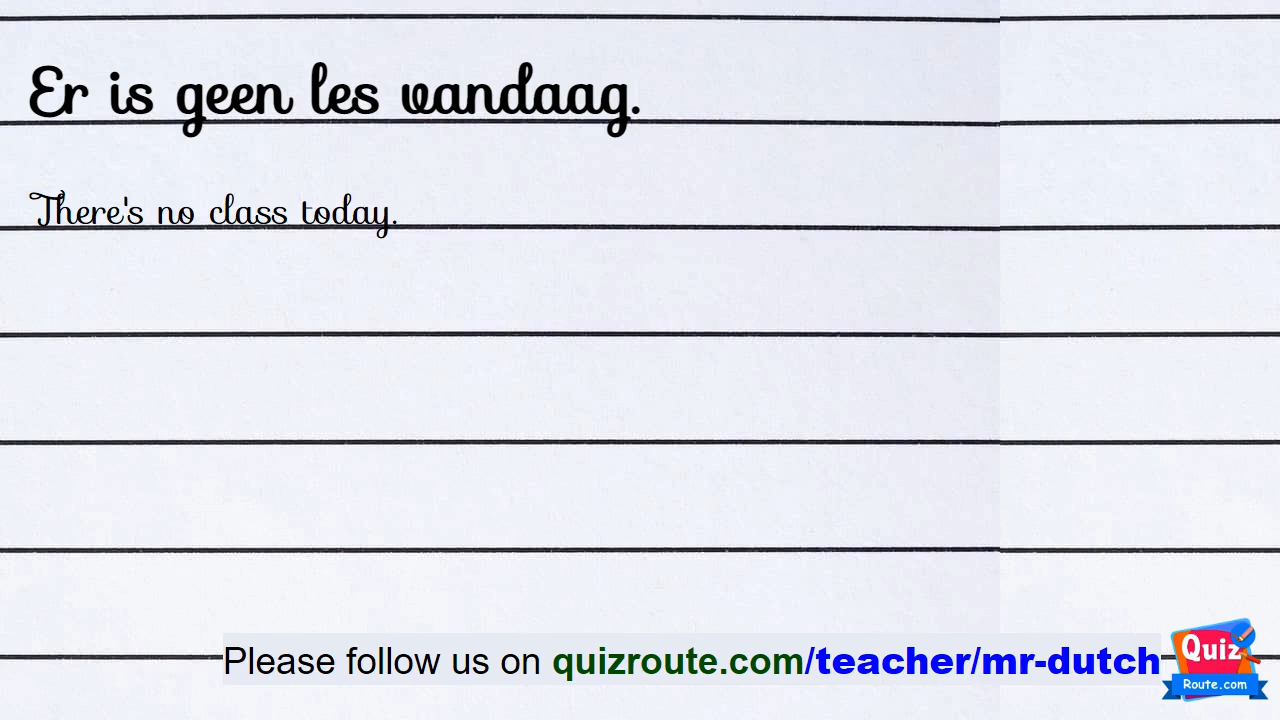 Er is geen les vandaag.
There's no class today.
Please follow us on quizroute.com/teacher/mr-dutch
Quiz
Route.com